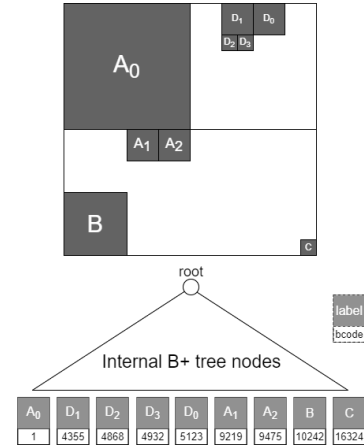 D1 D0
A0
D2 D3
A1 A2
B
C
root
label
bcode
Internal B+ tree nodes
A0 D1 D2 D3 D0 A1 A2 B C
1 4355 4868 4932 5123 9219 9475 10242 16324